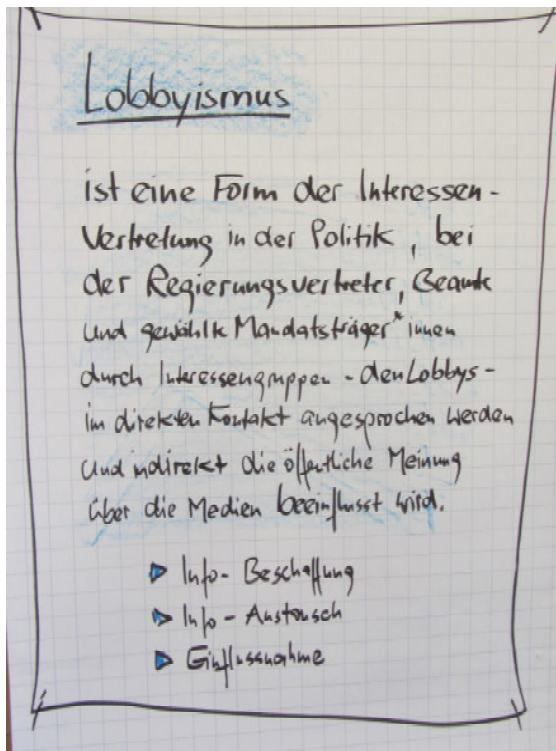 Lobbyismus
ist eine Form der Interessen-
Vertretung in der Politik, bei
der Regierungsvertreter, Beamte
und gewählte Mandatsträger*innen
durch Interessengruppen - den Lobbys -
im direkten Kontakt angesprochen werden
und indirekt die öffentliche Meinung
über die Medien beeinflusst wird.
▶ Info-Beschaffung
▶ Info-Austausch
▶ Einflussnahme